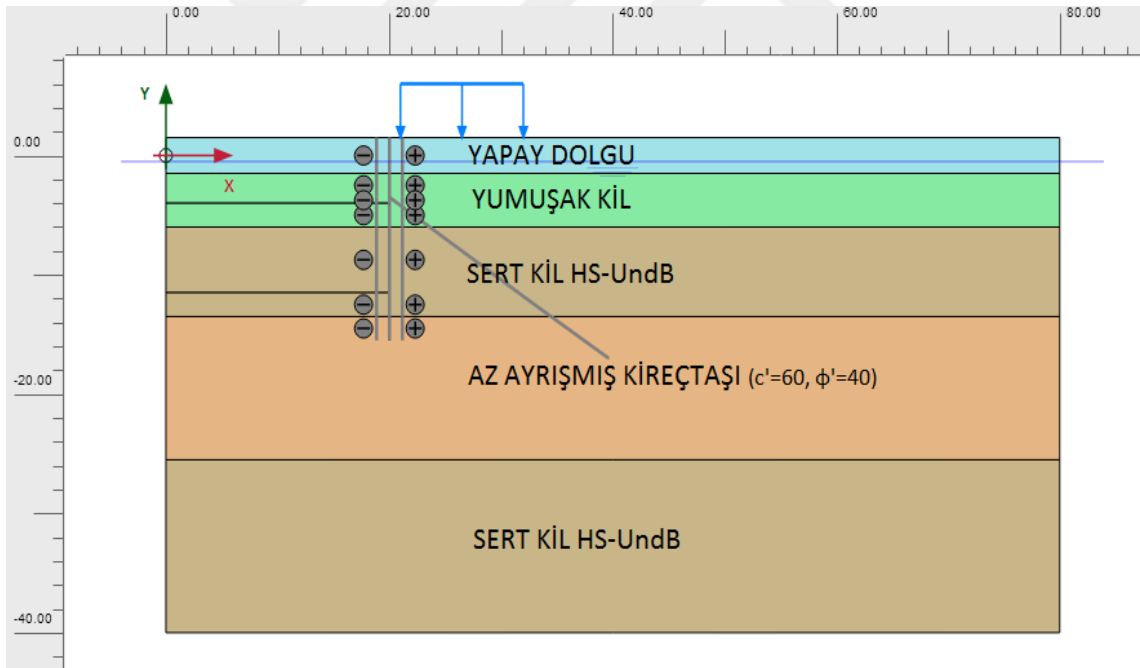 0.00 20.00 40.00 60.00 80.00
Y
0.00
X
YAPAY DOLGU
YUMUŞAK KİL
SERT KİL HS-UndB
-20.00
AZ AYRIŞMIŞ KİREÇTAŞI (c'=60, ϕ'=40)
SERT KİL HS-UndB
-40.00